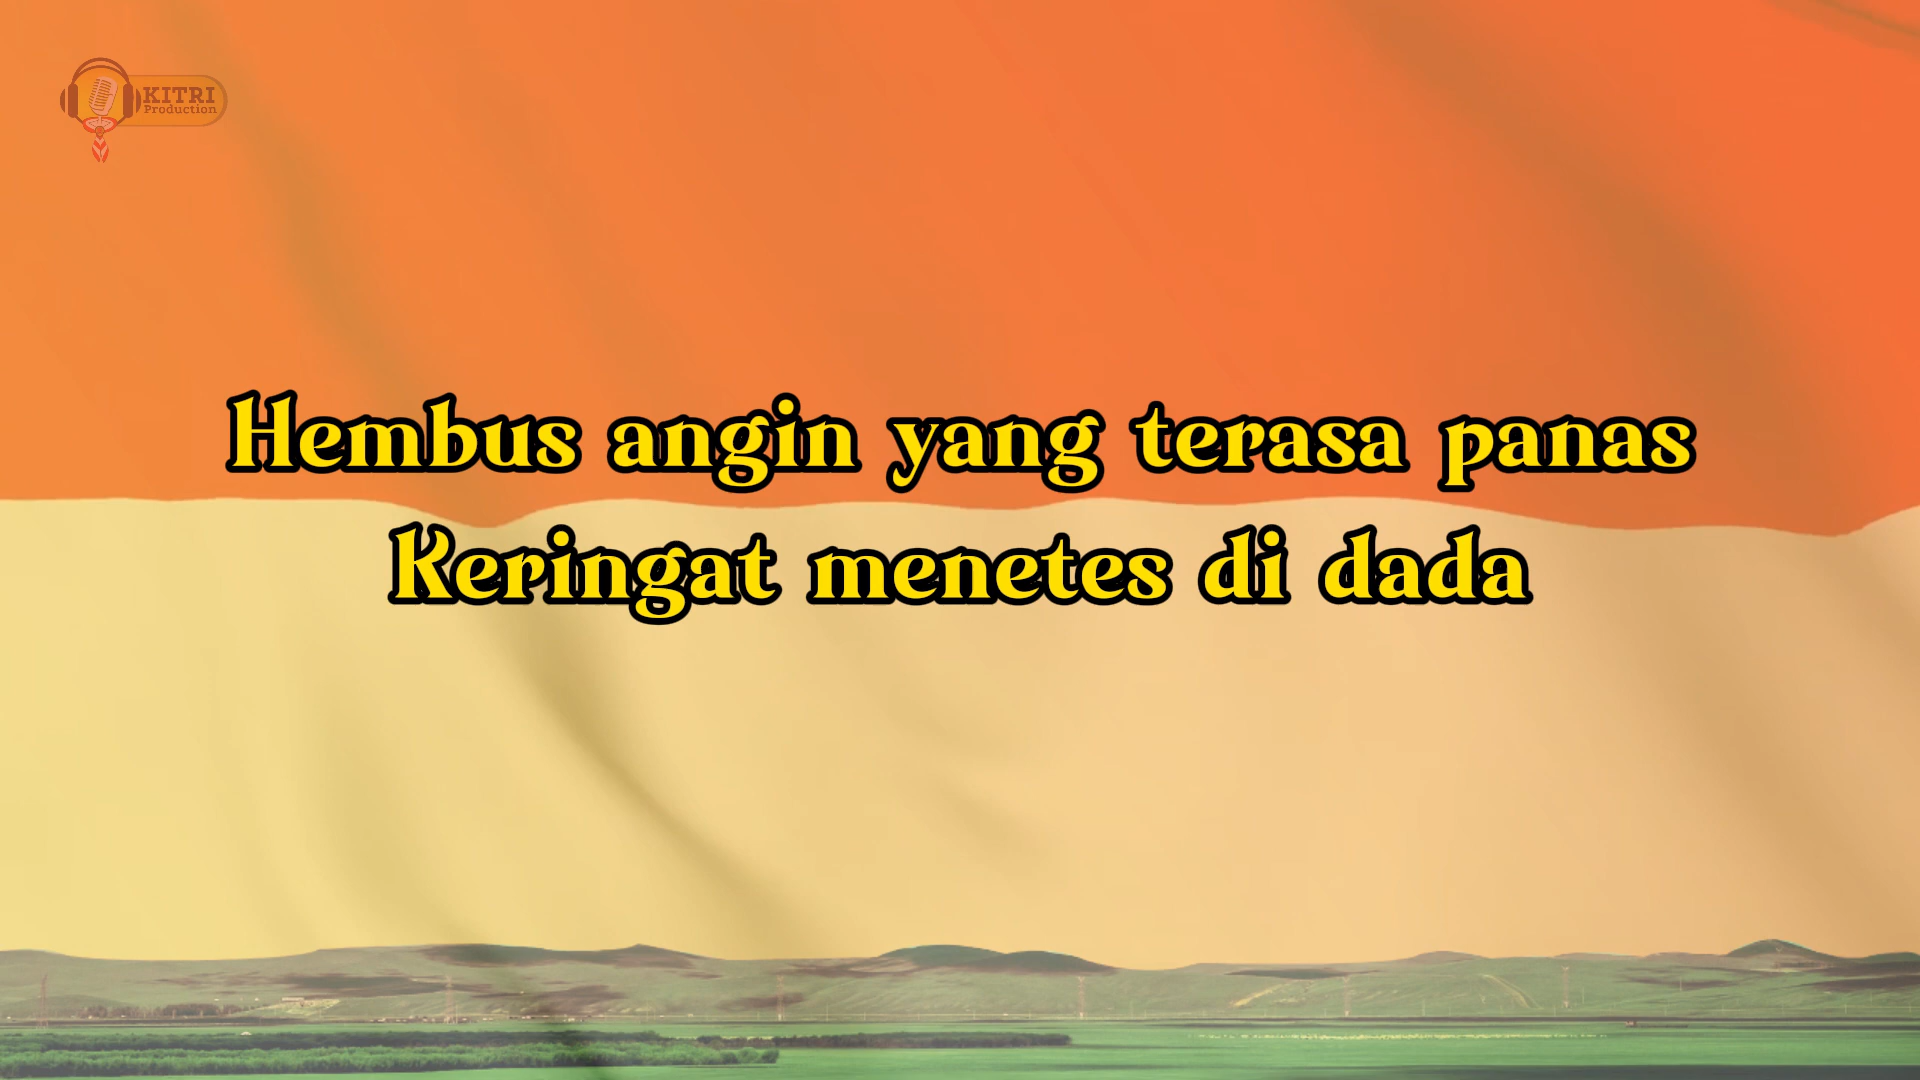 KITRI
Production
Hembus angin yang terasa panas
Keringat menetes di dada